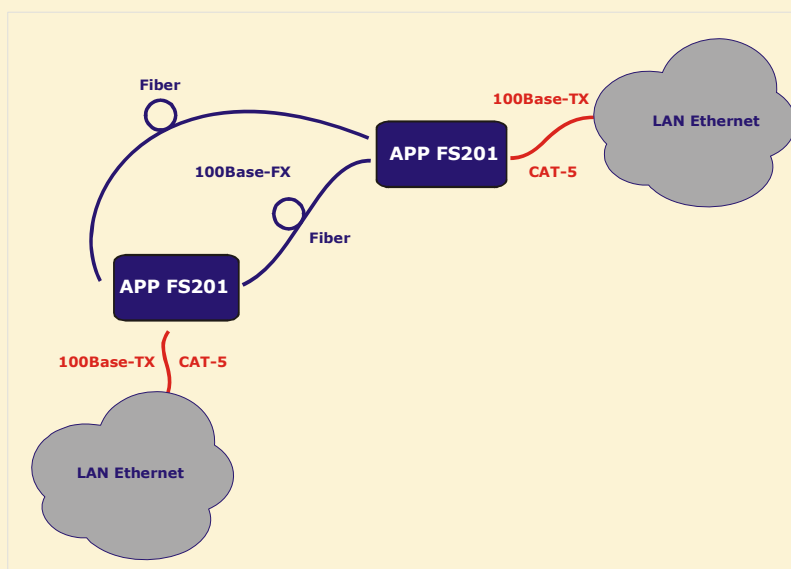 Fiber
100Base-TX
LAN Ethernet
APP FS201
100Base-FX
CAT-5
Fiber
APP FS201
100Base-TX CAT-5
LAN Ethernet